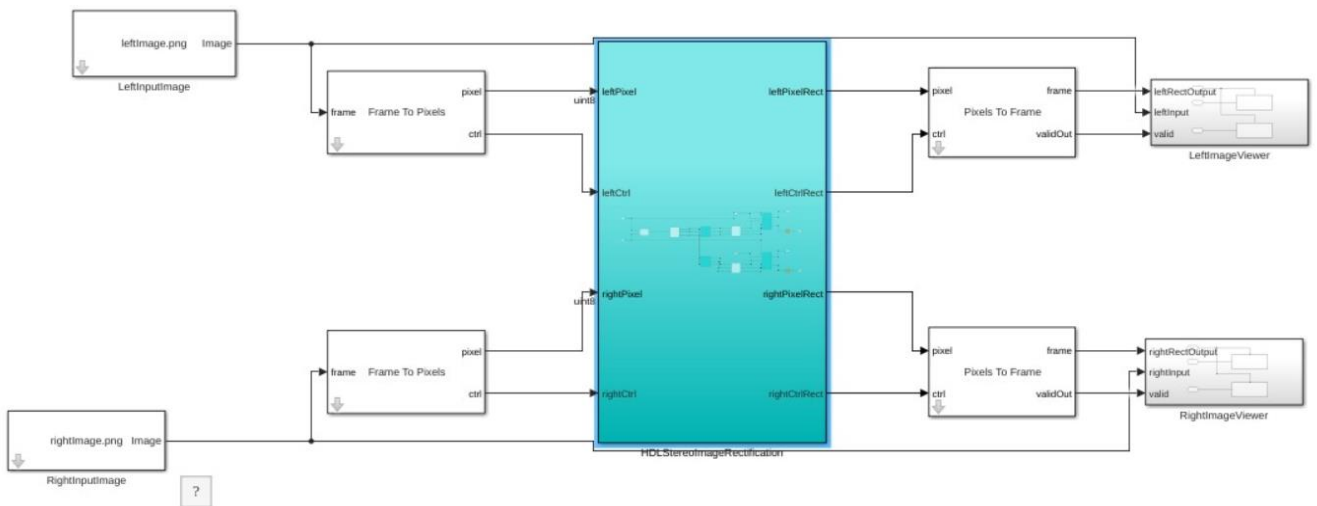 leftImage.png Image
LeftInputImage
frame Frame To Pixels pixel
ctrl
uint8
leftPixel leftPixelRect
leftCtrl leftCtrlRect
pixel Pixels To Frame frame
ctrl validOut
leftRectOutput
leftInput
valid
LeftImageViewer
uint8
rightPixel rightPixelRect
rightCtrl rightCtrlRect
HDLStereoImageRectification
frame Frame To Pixels pixel
ctrl
pixel Pixels To Frame frame
ctrl validOut
rightRectOutput
rightInput
valid
RightImageViewer
rightImage.png Image
RightInputImage
?